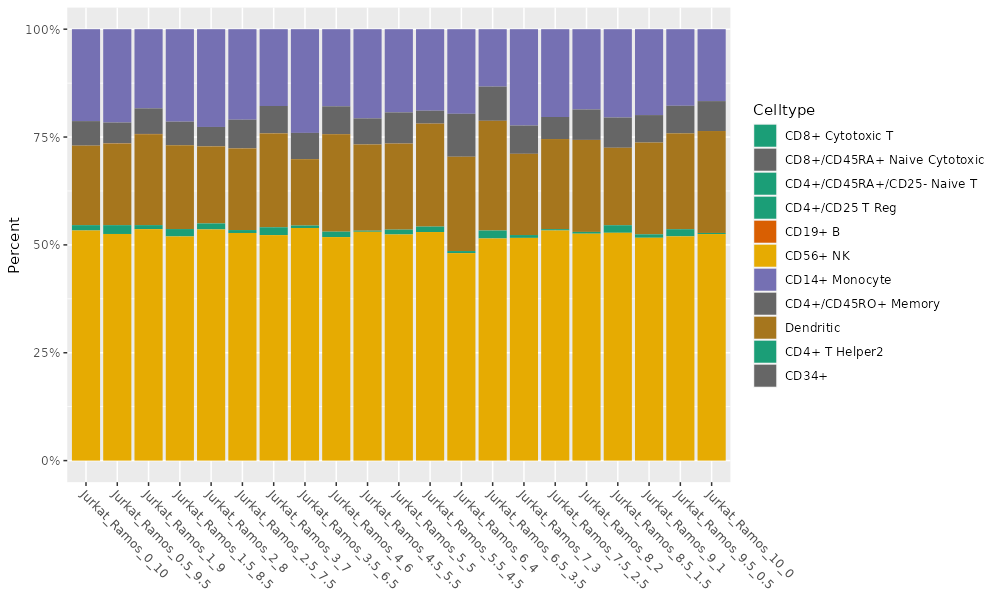 100%
75%
50%
25%
0%
Percent
Jurkat_Ramos_0_10
Jurkat_Ramos_0.5_9.5
Jurkat_Ramos_1_9
Jurkat_Ramos_1.5_8.5
Jurkat_Ramos_2_8
Jurkat_Ramos_2.5_7.5
Jurkat_Ramos_3_7
Jurkat_Ramos_3.5_6.5
Jurkat_Ramos_4_6
Jurkat_Ramos_4.5_5.5
Jurkat_Ramos_5_5
Jurkat_Ramos_5.5_4.5
Jurkat_Ramos_6_4
Jurkat_Ramos_6.5_3.5
Jurkat_Ramos_7_3
Jurkat_Ramos_7.5_2.5
Jurkat_Ramos_8_2
Jurkat_Ramos_8.5_1.5
Jurkat_Ramos_9_1
Jurkat_Ramos_9.5_0.5
Jurkat_Ramos_10_0
Celltype
CD8+ Cytotoxic T
CD8+/CD45RA+ Naive Cytotoxic
CD4+/CD45RA+/CD25- Naive T
CD4+/CD25 T Reg
CD19+ B
CD56+ NK
CD14+ Monocyte
CD4+/CD45RO+ Memory
Dendritic
CD4+ T Helper2
CD34+